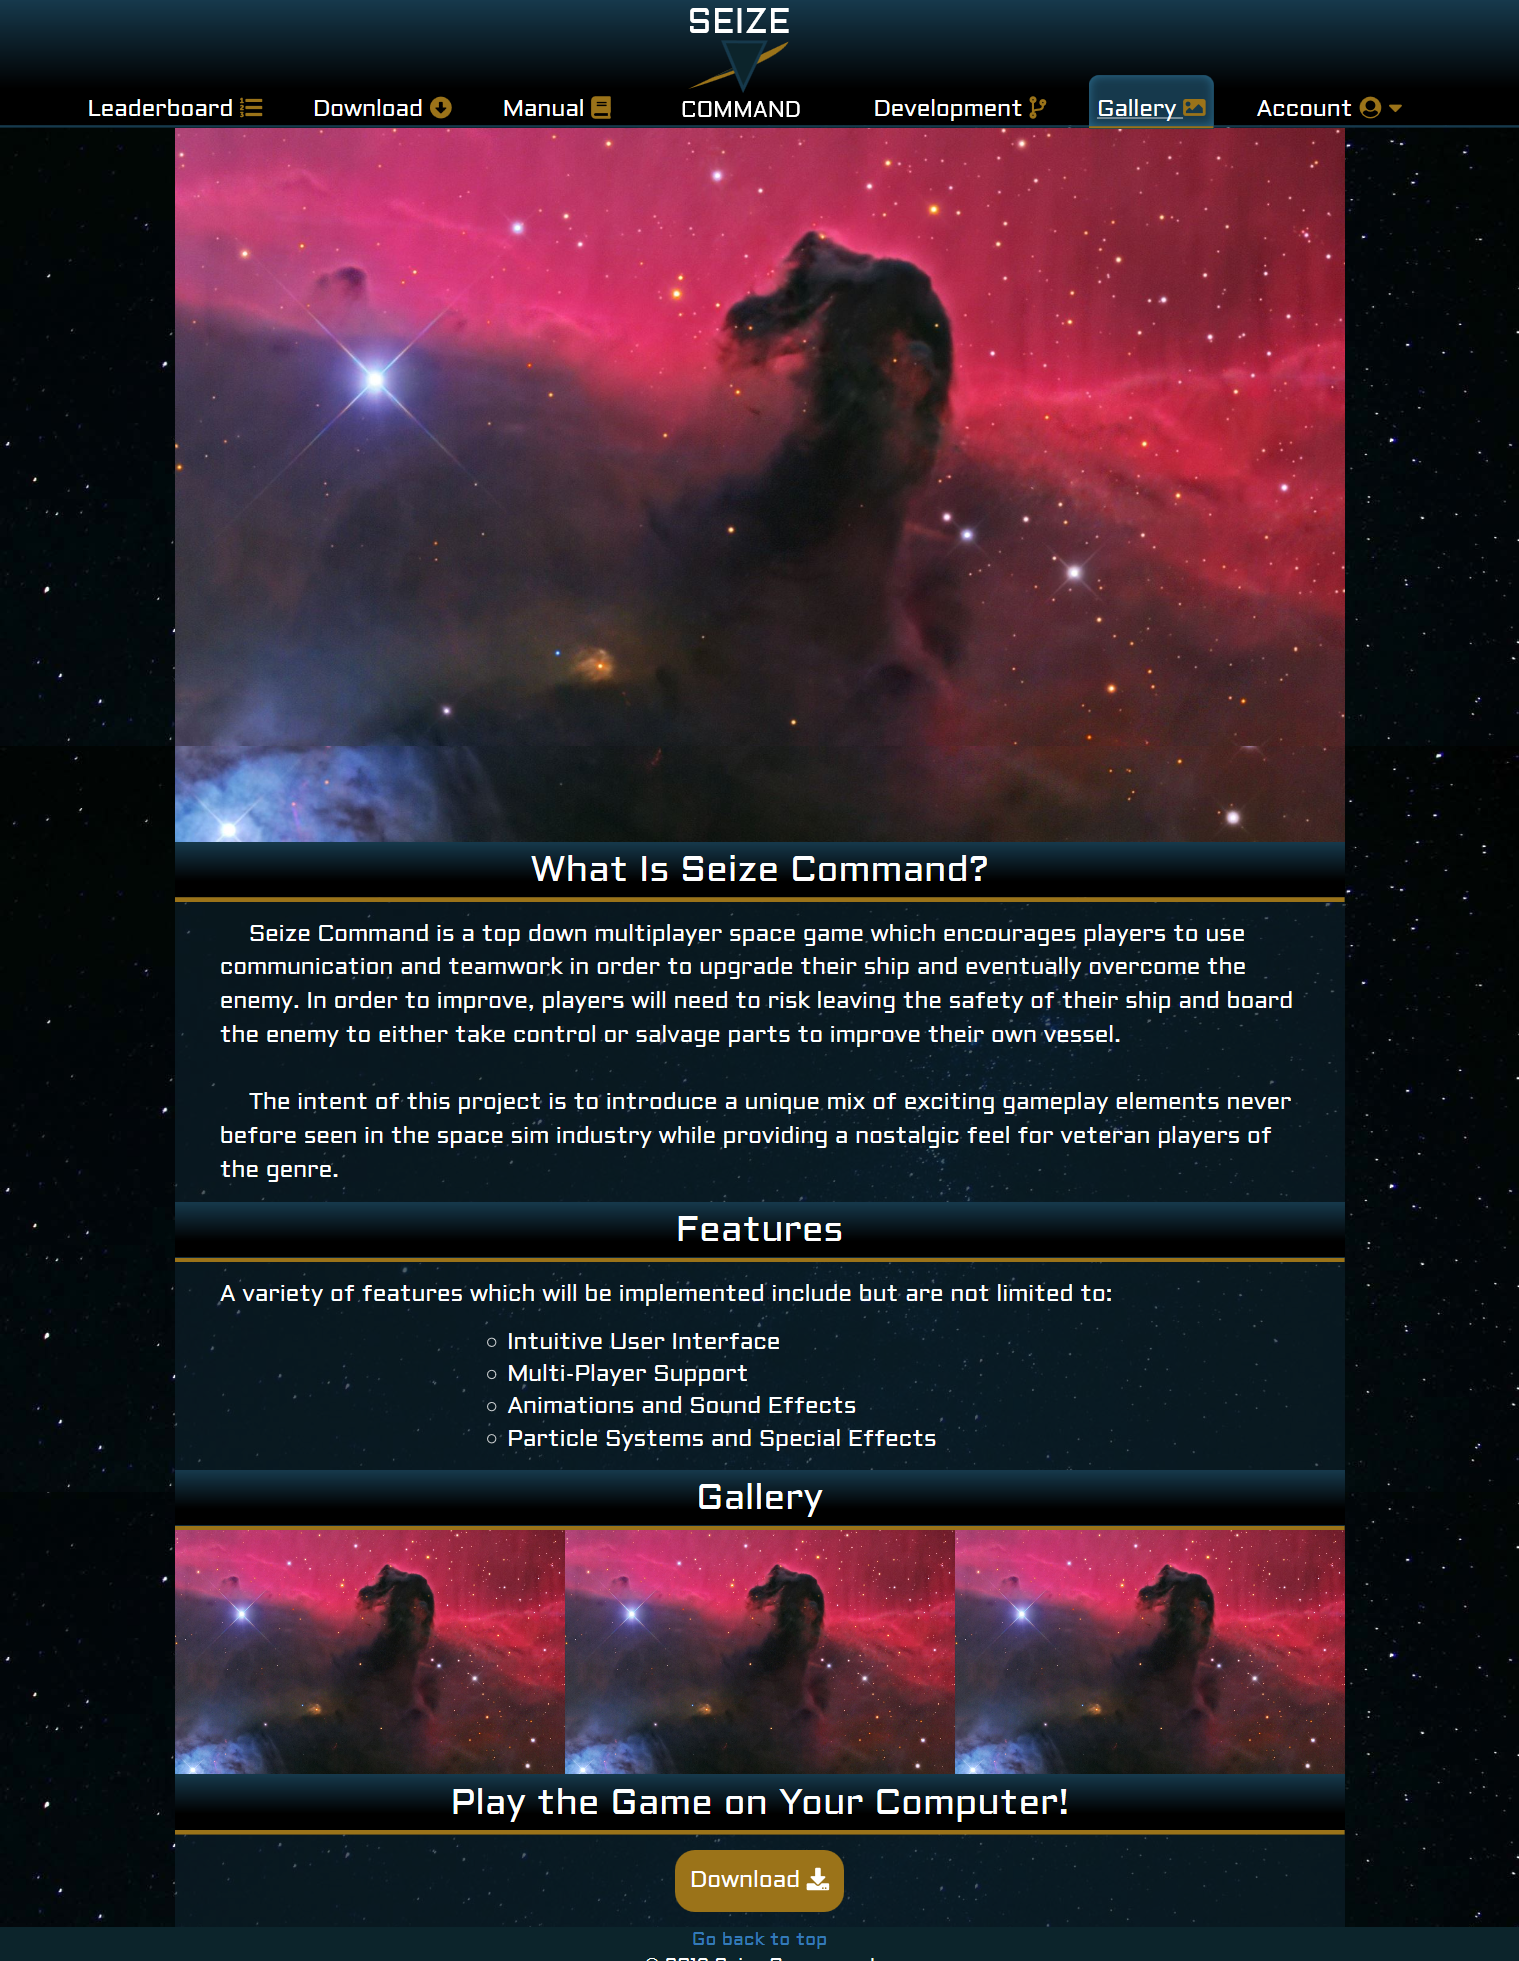 SEIZE
COMMAND
Leaderboard Download Manual Development Gallery Account
What Is Seize Command?
Seize Command is a top down multiplayer space game which encourages players to use
communication and teamwork in order to upgrade their ship and eventually overcome the
enemy. In order to improve, players will need to risk leaving the safety of their ship and board
the enemy to either take control or salvage parts to improve their own vessel.
The intent of this project is to introduce a unique mix of exciting gameplay elements never
before seen in the space sim industry while providing a nostalgic feel for veteran players of
the genre.
Features
A variety of features which will be implemented include but are not limited to:
Intuitive User Interface
Multi-Player Support
Animations and Sound Effects
Particle Systems and Special Effects
Gallery
Play the Game on Your Computer!
Download
Go back to top